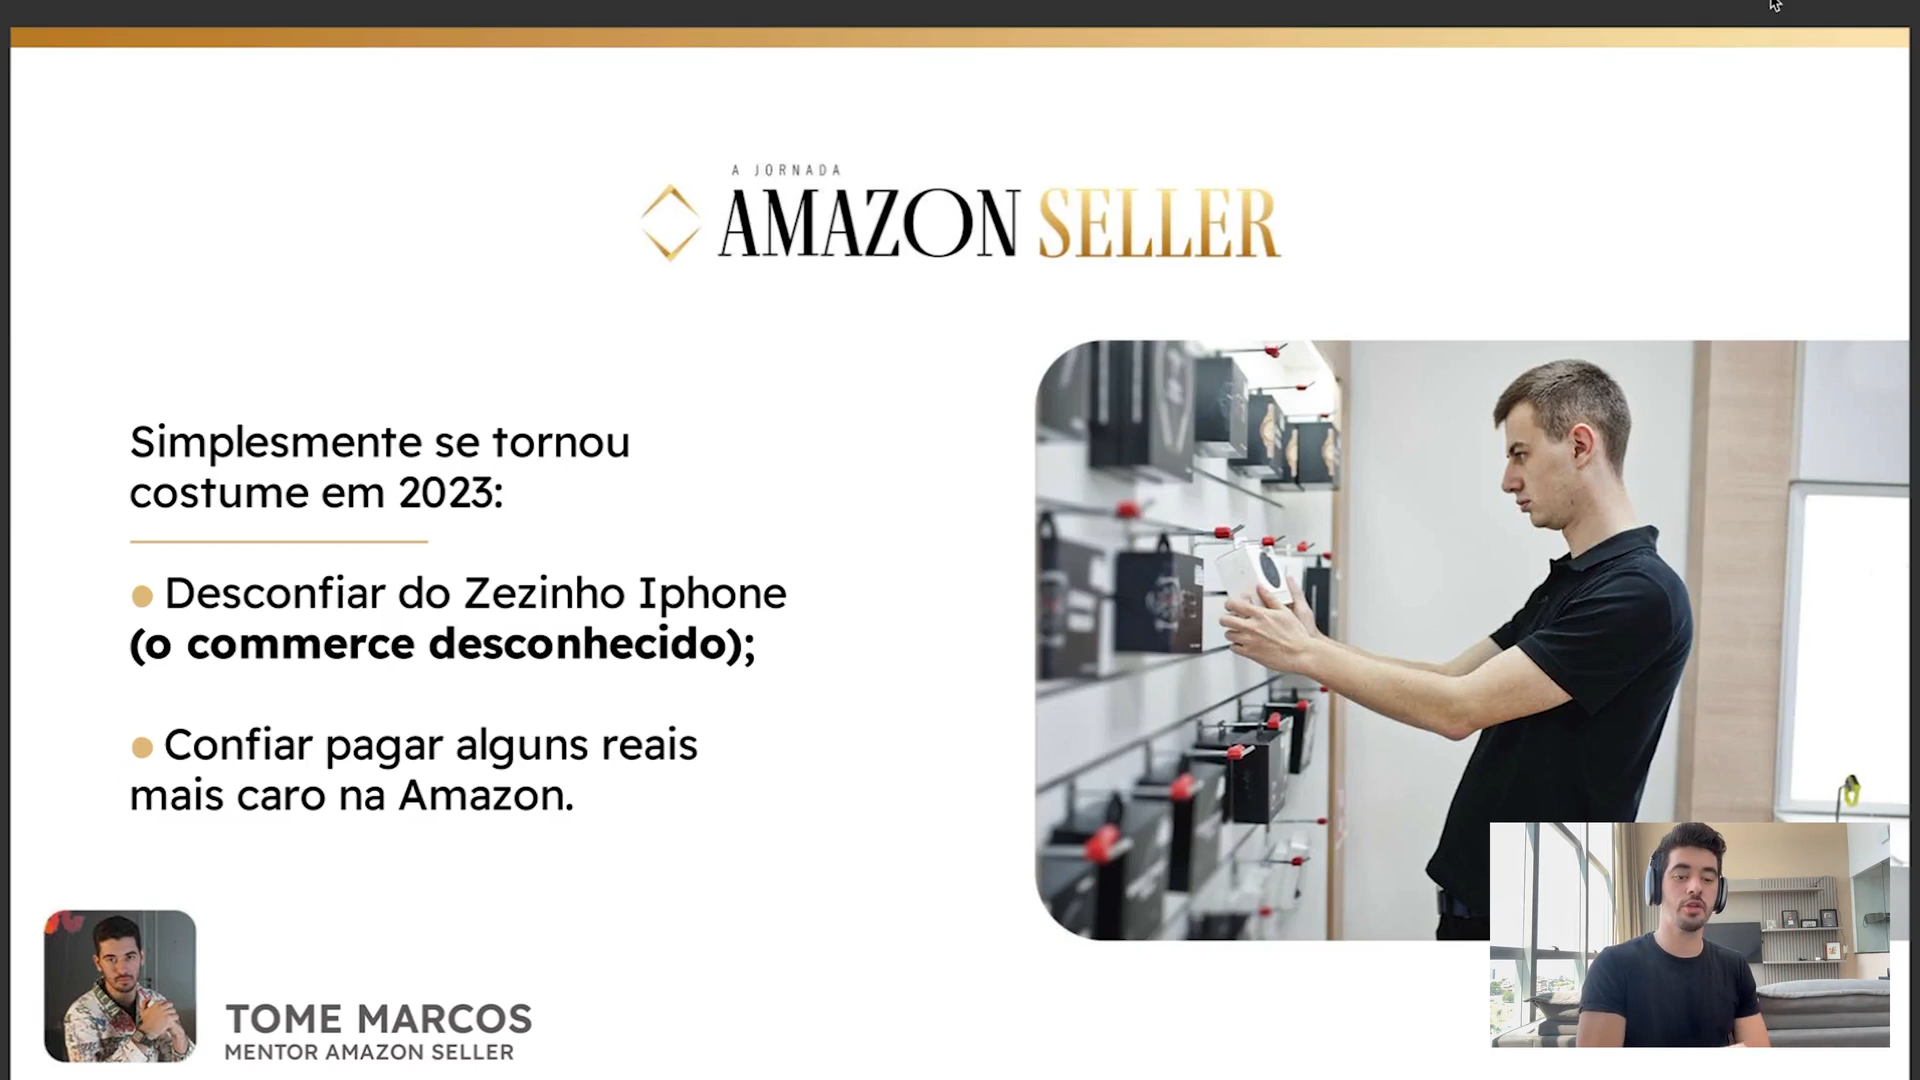 A JORNADA
AMAZON SELLER
Simplesmente se tornou
costume em 2023:
Desconfiar do Zezinho Iphone
(o commerce desconhecido);
Confiar pagar alguns reais
mais caro na Amazon.
TOME MARCOS
MENTOR AMAZON SELLER